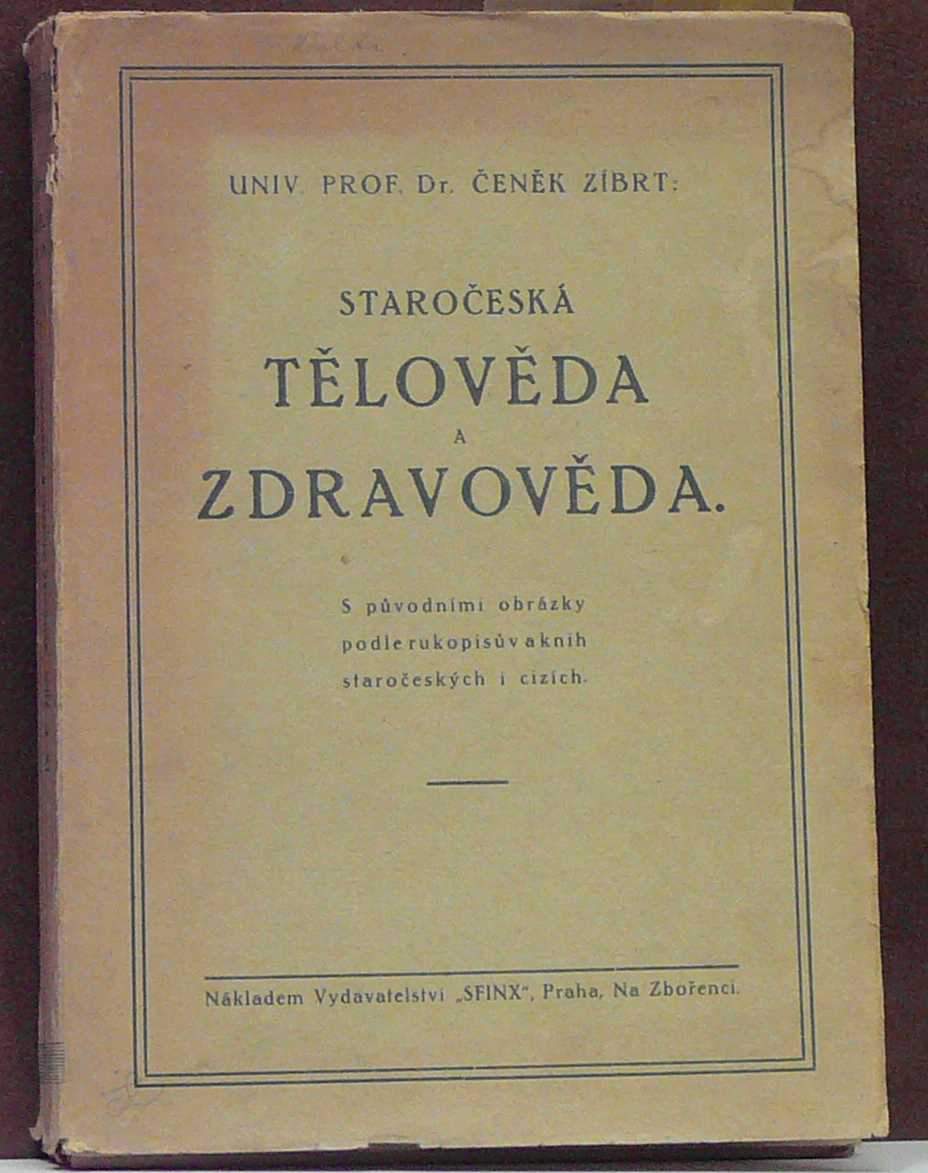 UNIV. PROF. Dr. ČENĚK ZÍBRT:
STAROČESKÁ
TĚLOVĚDA
A
ZDRAVOVĚDA.
S původními obrázky
podle rukopisův a knih
staročeských i cizích.
Nákladem Vydavatelství „SFINX“, Praha, Na Zbořenci.